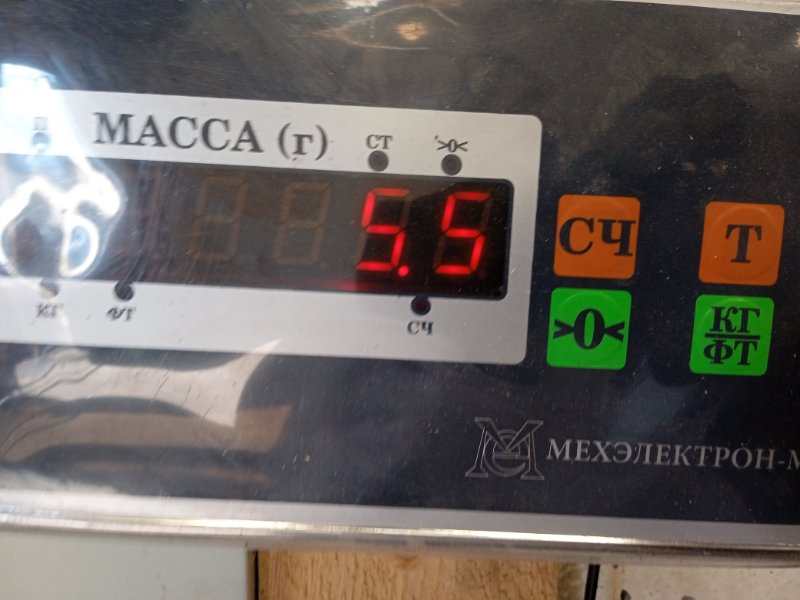 МАССА (г) СТ >0<
5.5
КГ ФТ СЧ
СЧ Т
>0< КГ/ФТ
МЕХЭЛЕКТРОН-М